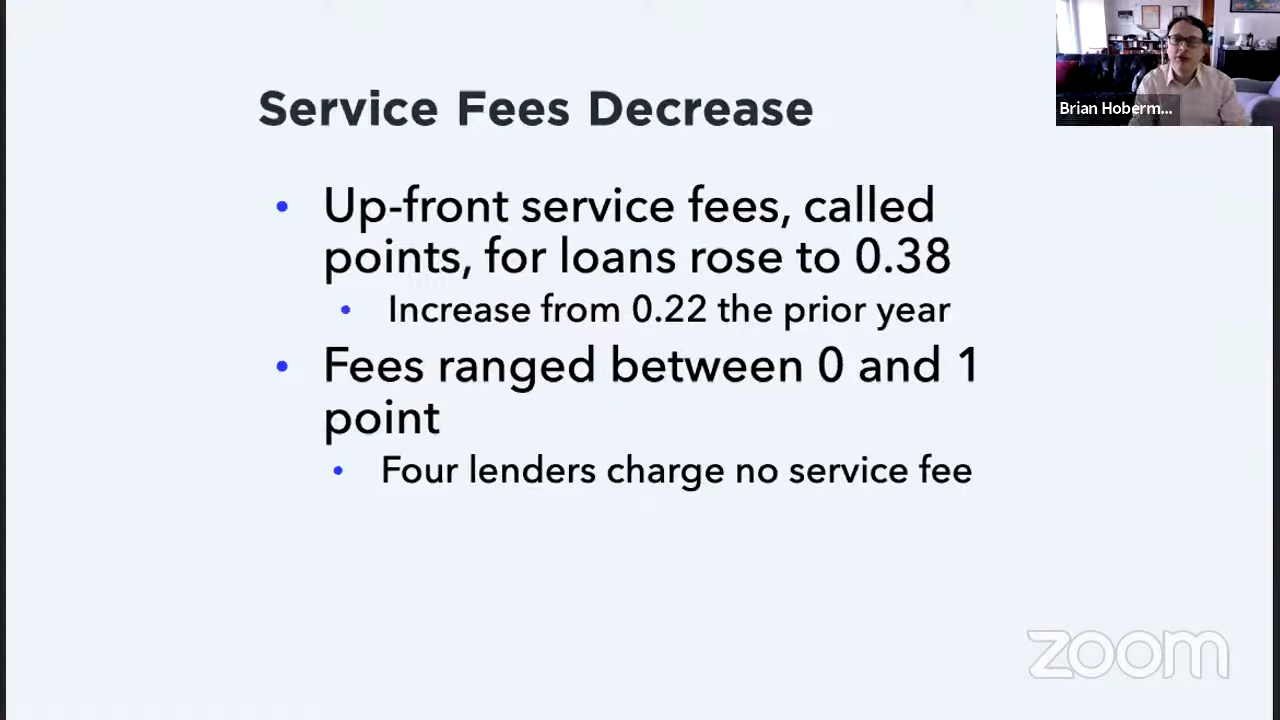 Service Fees Decrease
• Up-front service fees, called
points, for loans rose to 0.38
• Increase from 0.22 the prior year
• Fees ranged between 0 and 1
point
• Four lenders charge no service fee
Brian Hoberm...
zoom